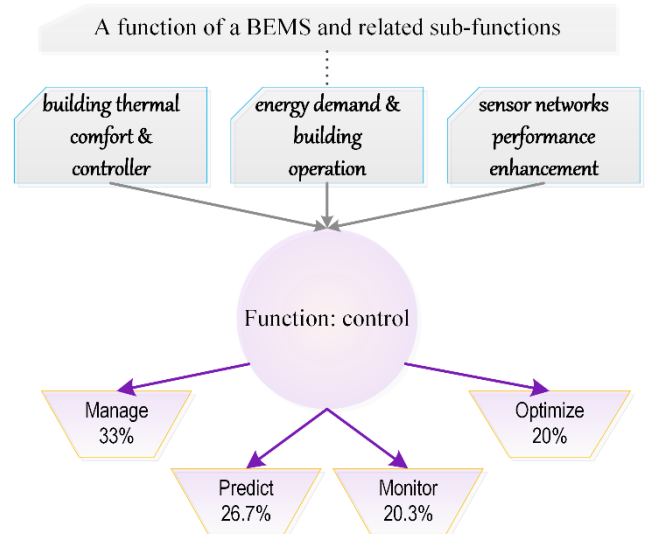 A function of a BEMS and related sub-functions
building thermal
comfort &
controller
energy demand &
building
operation
sensor networks
performance
enhancement
Function: control
Manage
33%
Optimize
20%
Predict
26.7%
Monitor
20.3%